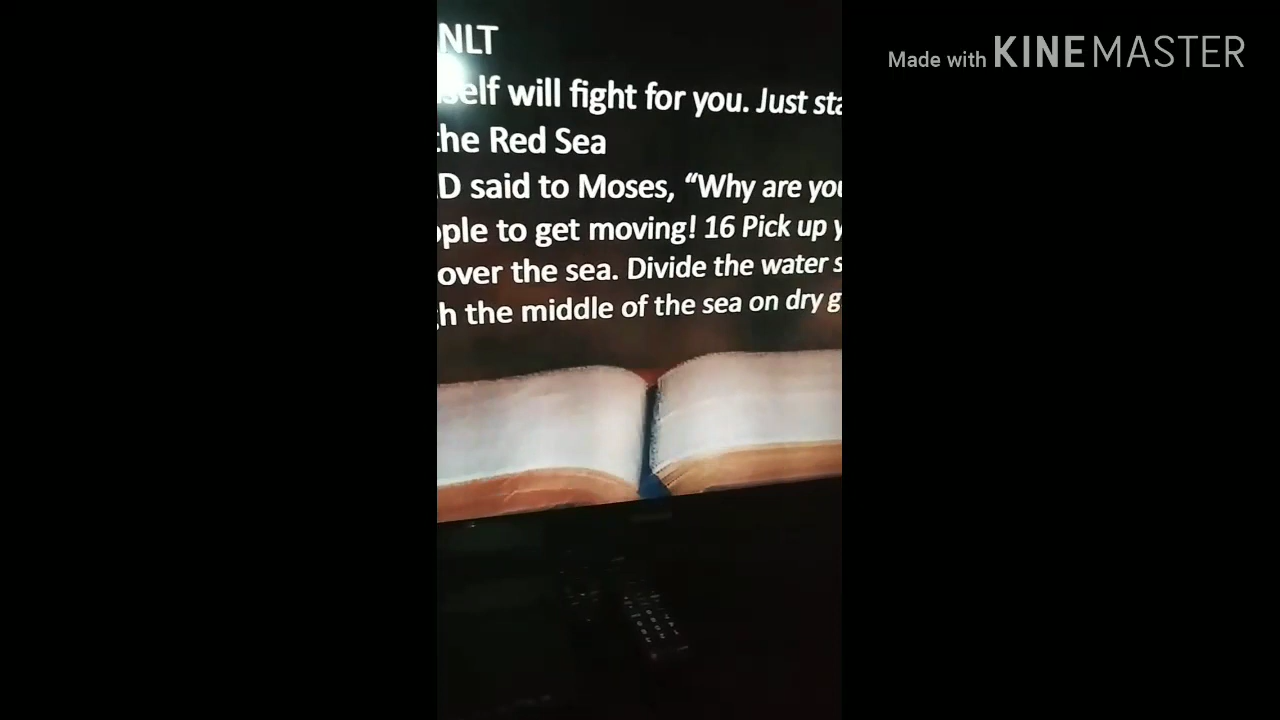 NLT
self will fight for you. Just sta
the Red Sea
D said to Moses, “Why are you
ople to get moving! 16 Pick up y
over the sea. Divide the water s
h the middle of the sea on dry g
Made with KINEMASTER